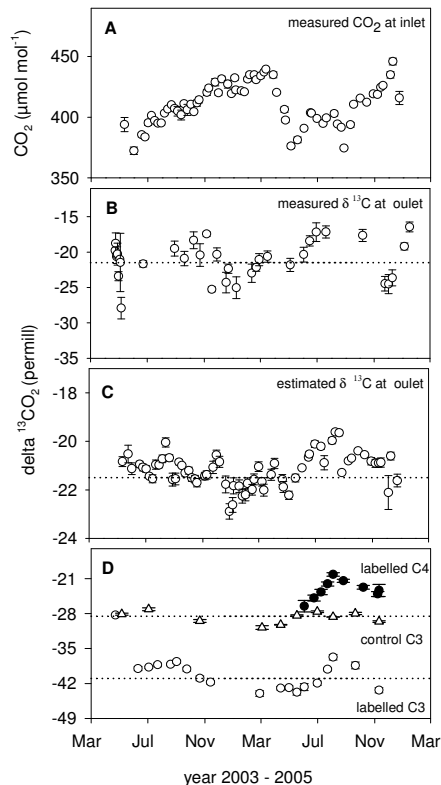 A
measured CO₂ at inlet
CO₂ (μmol mol⁻¹)
450
400
350
B
measured δ ¹³C at oulet
-15
-20
-25
-30
-35
C
estimated δ ¹³C at oulet
-18
-20
-22
-24
delta ¹³CO₂ (permill)
D
labelled C4
control C3
labelled C3
-21
-28
-35
-42
-49
Mar Jul Nov Mar Jul Nov Mar
year 2003 - 2005